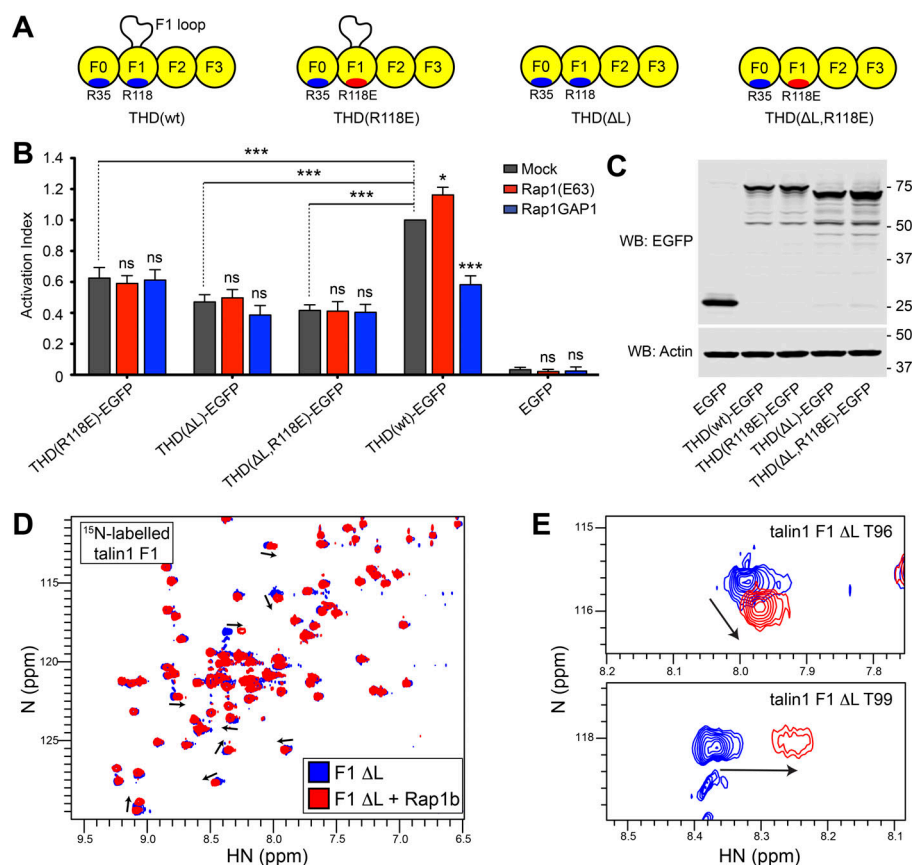 A
F1 loop
F0 F1 F2 F3
R35 R118
THD(wt)
F0 F1 F2 F3
R35 R118E
THD(R118E)
F0 F1 F2 F3
R35 R118
THD(ΔL)
F0 F1 F2 F3
R35 R118E
THD(ΔL,R118E)
B
Activation Index
1.4
1.2
1.0
0.8
0.6
0.4
0.2
0
***
***
***
*
***
ns ns
ns ns
ns ns
ns ns
Mock
Rap1(E63)
Rap1GAP1
THD(R118E)-EGFP
THD(ΔL)-EGFP
THD(ΔL,R118E)-EGFP
THD(wt)-EGFP
EGFP
C
WB: EGFP
75
50
37
25
WB: Actin
50
37
EGFP
THD(wt)-EGFP
THD(R118E)-EGFP
THD(ΔL)-EGFP
THD(ΔL,R118E)-EGFP
D
15N-labelled
talin1 F1
N (ppm)
115
120
125
F1 ΔL
F1 ΔL + Rap1b
9.5 9.0 8.5 8.0 7.5 7.0 6.5
HN (ppm)
E
talin1 F1 ΔL T96
115
116
N (ppm)
8.2 8.1 8.0 7.9 7.8
talin1 F1 ΔL T99
118
8.5 8.4 8.3 8.2 8.1
HN (ppm)